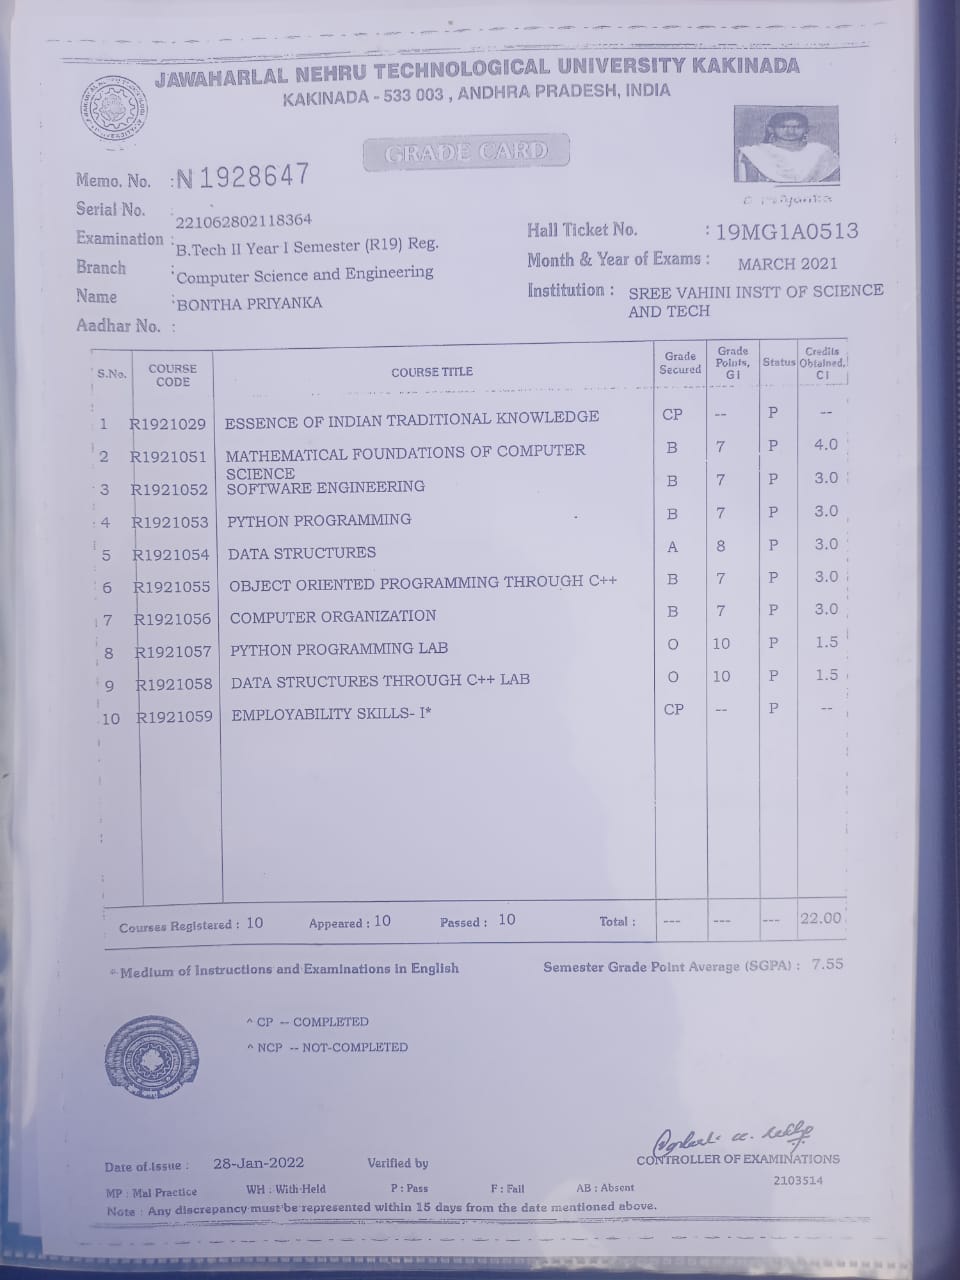 JAWAHARLAL NEHRU TECHNOLOGICAL UNIVERSITY KAKINADA
KAKINADA - 533 003 , ANDHRA PRADESH, INDIA
GRADE CARD
Memo. No. : N 1928647
Serial No. : 221062802118364
Examination : B.Tech II Year I Semester (R19) Reg.
Branch : Computer Science and Engineering
Name : BONTHA PRIYANKA
Aadhar No. :
Hall Ticket No. : 19MG1A0513
Month & Year of Exams : MARCH 2021
Institution : SREE VAHINI INSTT OF SCIENCE
AND TECH
S.No. COURSE CODE COURSE TITLE Grade Secured Grade Points, G i Status Credits Obtained, C i
1 R1921029 ESSENCE OF INDIAN TRADITIONAL KNOWLEDGE CP -- P --
2 R1921051 MATHEMATICAL FOUNDATIONS OF COMPUTER SCIENCE B 7 P 4.0
3 R1921052 SOFTWARE ENGINEERING B 7 P 3.0
4 R1921053 PYTHON PROGRAMMING B 7 P 3.0
5 R1921054 DATA STRUCTURES A 8 P 3.0
6 R1921055 OBJECT ORIENTED PROGRAMMING THROUGH C++ B 7 P 3.0
7 R1921056 COMPUTER ORGANIZATION B 7 P 3.0
8 R1921057 PYTHON PROGRAMMING LAB O 10 P 1.5
9 R1921058 DATA STRUCTURES THROUGH C++ LAB O 10 P 1.5
10 R1921059 EMPLOYABILITY SKILLS- I* CP -- P --
Courses Registered : 10 Appeared : 10 Passed : 10 Total : --- --- --- 22.00
* Medium of Instructions and Examinations in English Semester Grade Point Average (SGPA) : 7.55
^ CP -- COMPLETED
^ NCP -- NOT-COMPLETED
Date of Issue : 28-Jan-2022 Verified by CONTROLLER OF EXAMINATIONS
2103514
MP : Mal Practice WH : With Held P : Pass F : Fail AB : Absent
Note : Any discrepancy must be represented within 15 days from the date mentioned above.